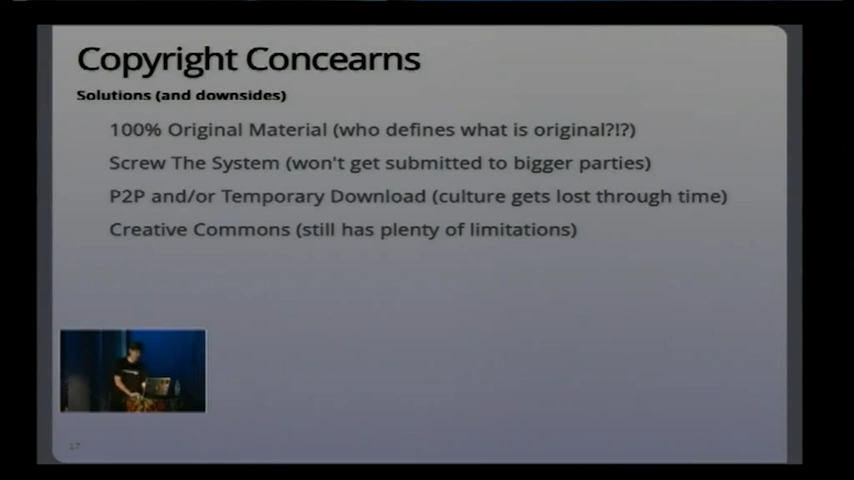 Copyright Concearns
Solutions (and downsides)
100% Original Material (who defines what is original?!?)
Screw The System (won't get submitted to bigger parties)
P2P and/or Temporary Download (culture gets lost through time)
Creative Commons (still has plenty of limitations)
17